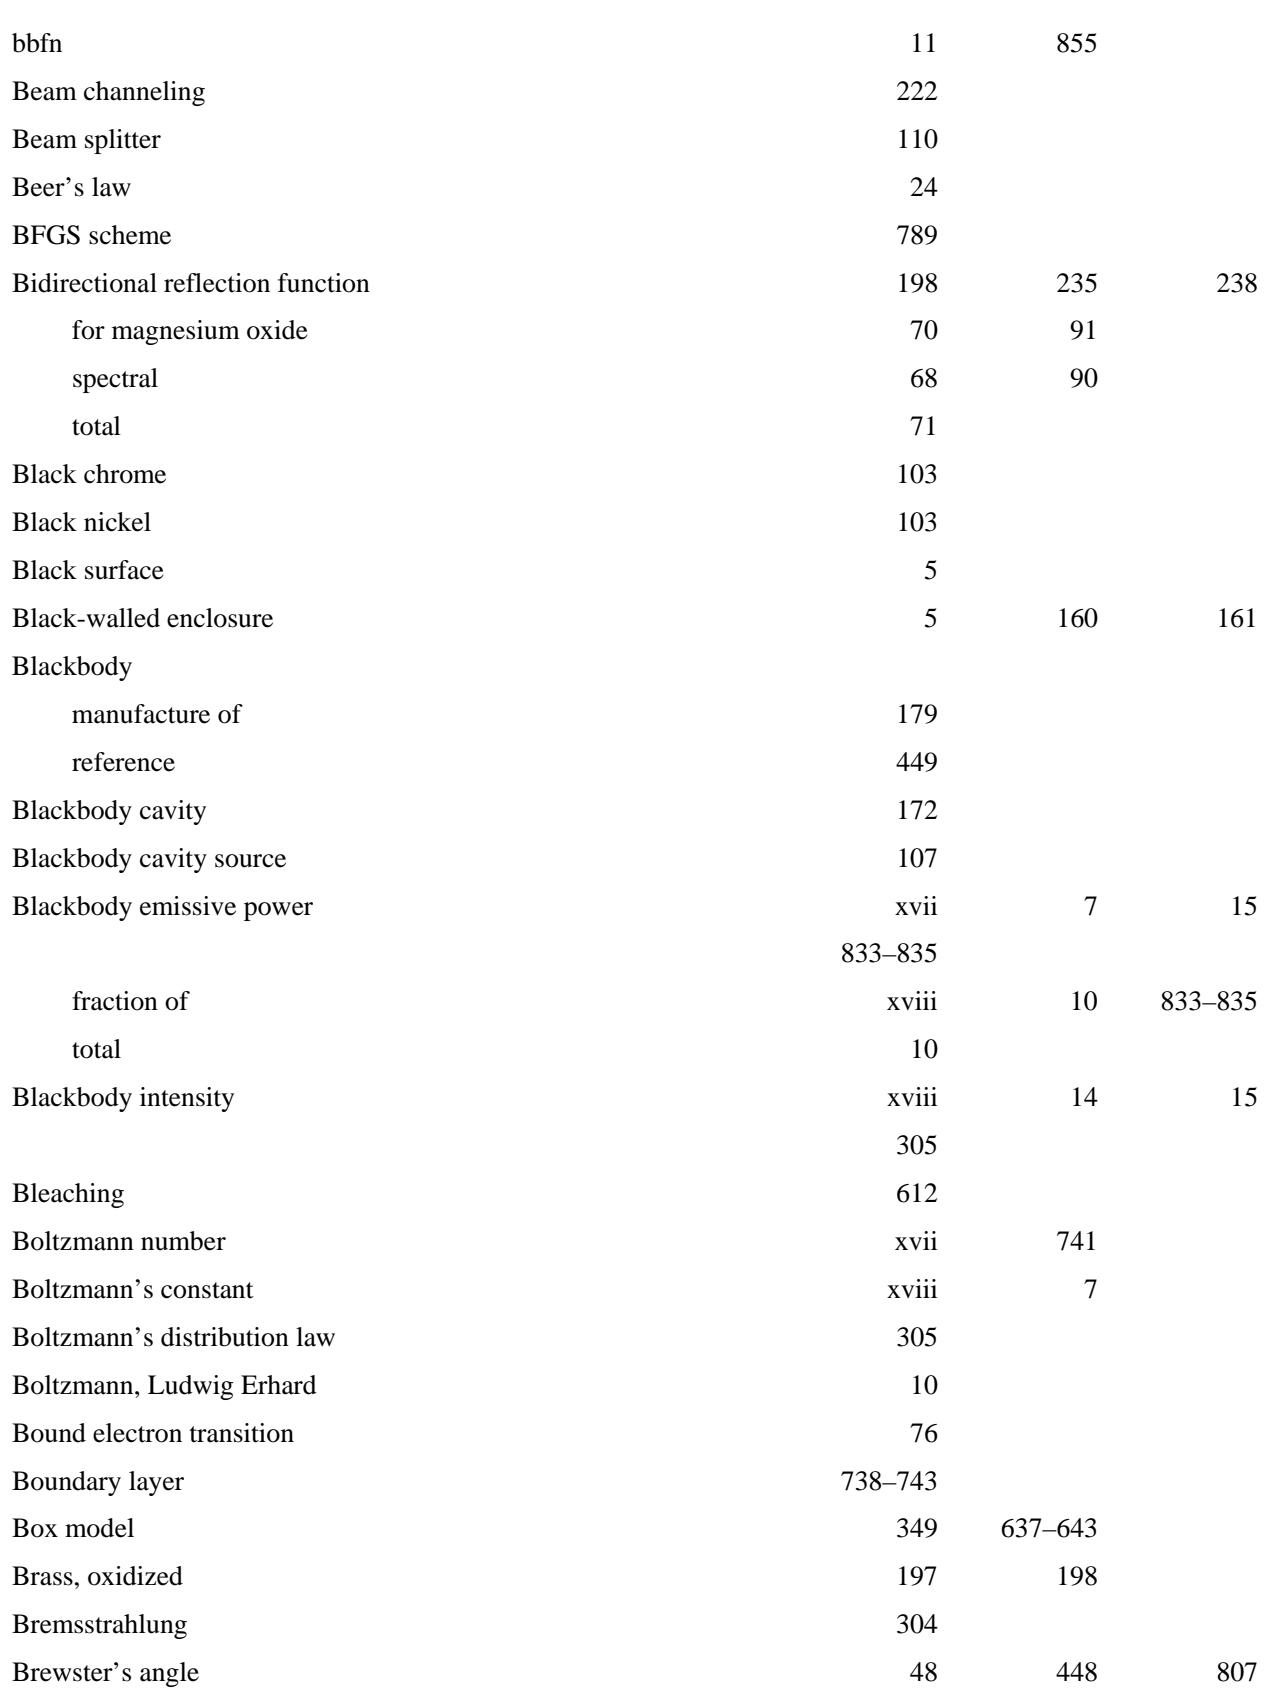 bbfn 11 855
Beam channeling 222
Beam splitter 110
Beer’s law 24
BFGS scheme 789
Bidirectional reflection function 198 235 238
for magnesium oxide 70 91
spectral 68 90
total 71
Black chrome 103
Black nickel 103
Black surface 5
Black-walled enclosure 5 160 161
Blackbody
manufacture of 179
reference 449
Blackbody cavity 172
Blackbody cavity source 107
Blackbody emissive power xvii 7 15
833–835
fraction of xviii 10 833–835
total 10
Blackbody intensity xviii 14 15
305
Bleaching 612
Boltzmann number xvii 741
Boltzmann’s constant xviii 7
Boltzmann’s distribution law 305
Boltzmann, Ludwig Erhard 10
Bound electron transition 76
Boundary layer 738–743
Box model 349 637–643
Brass, oxidized 197 198
Bremsstrahlung 304
Brewster’s angle 48 448 807